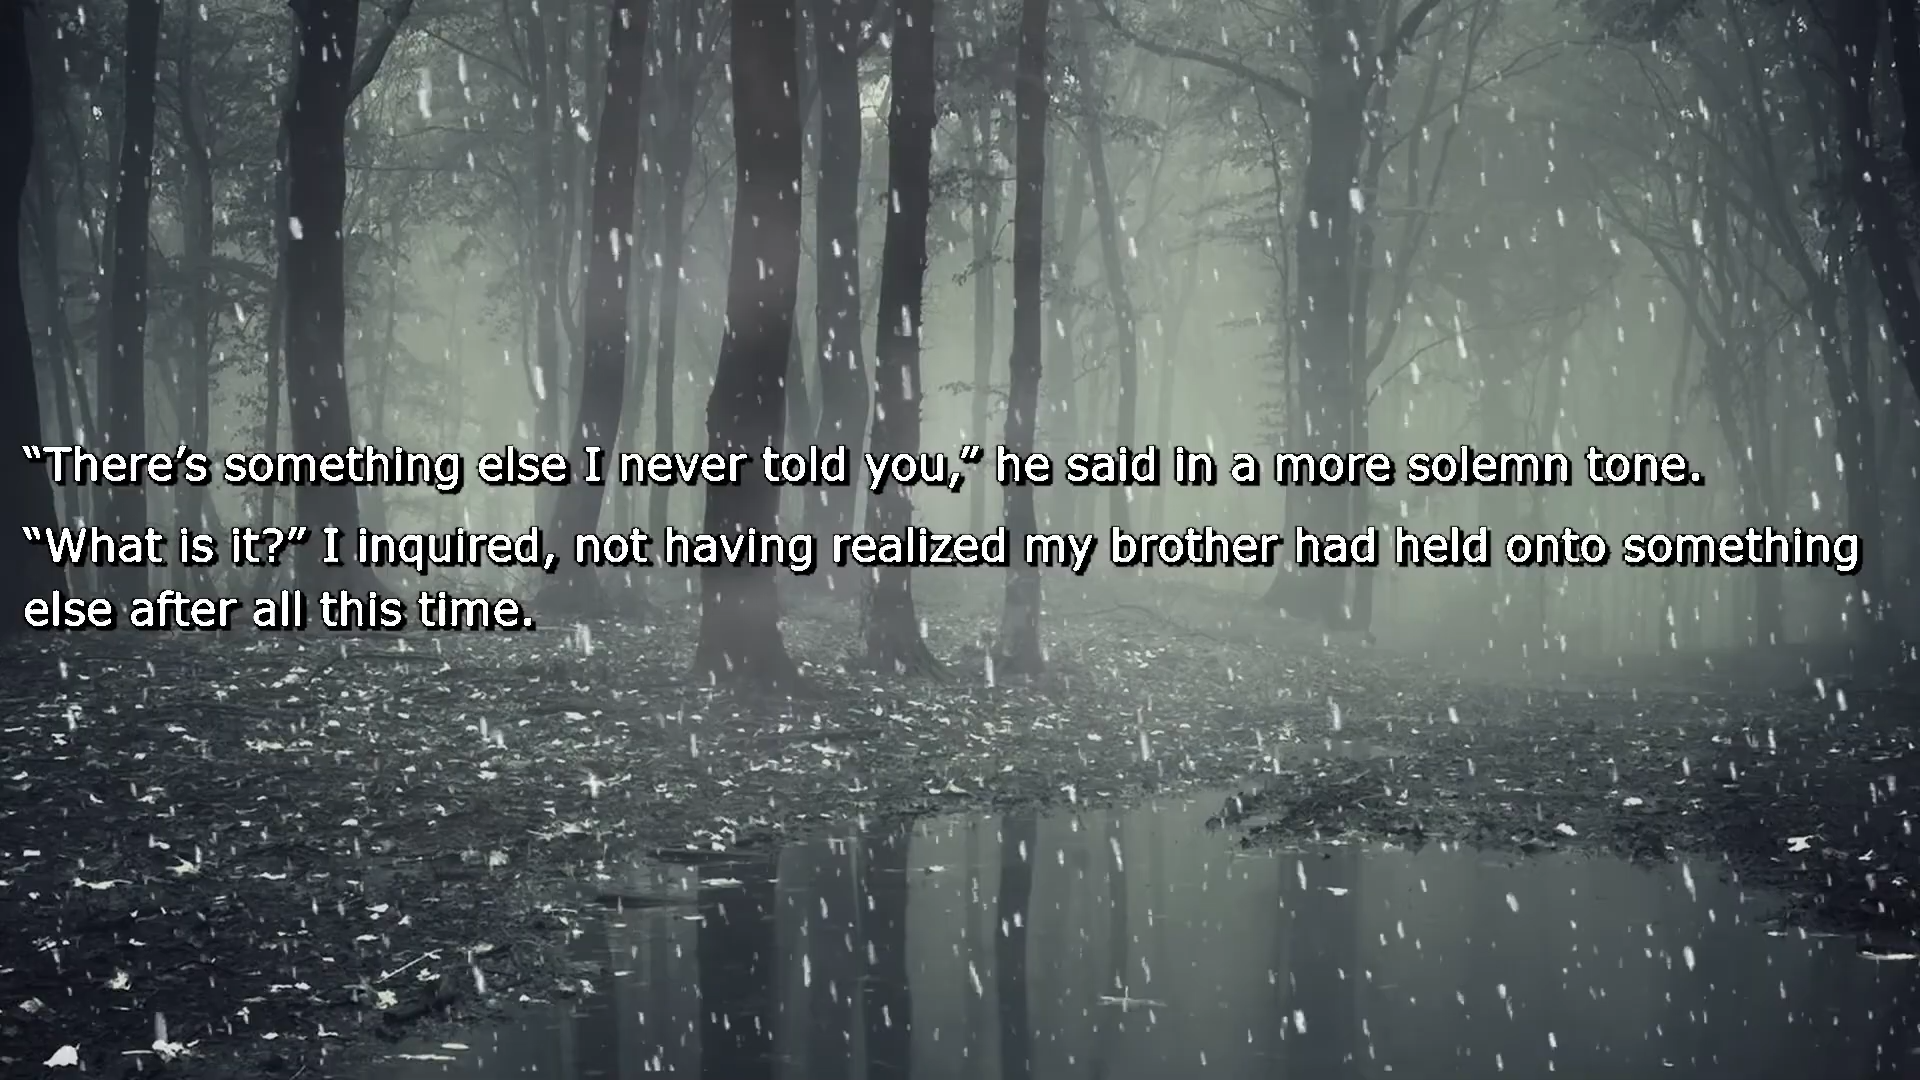 “There’s something else I never told you,” he said in a more solemn tone.
“What is it?” I inquired, not having realized my brother had held onto something
else after all this time.